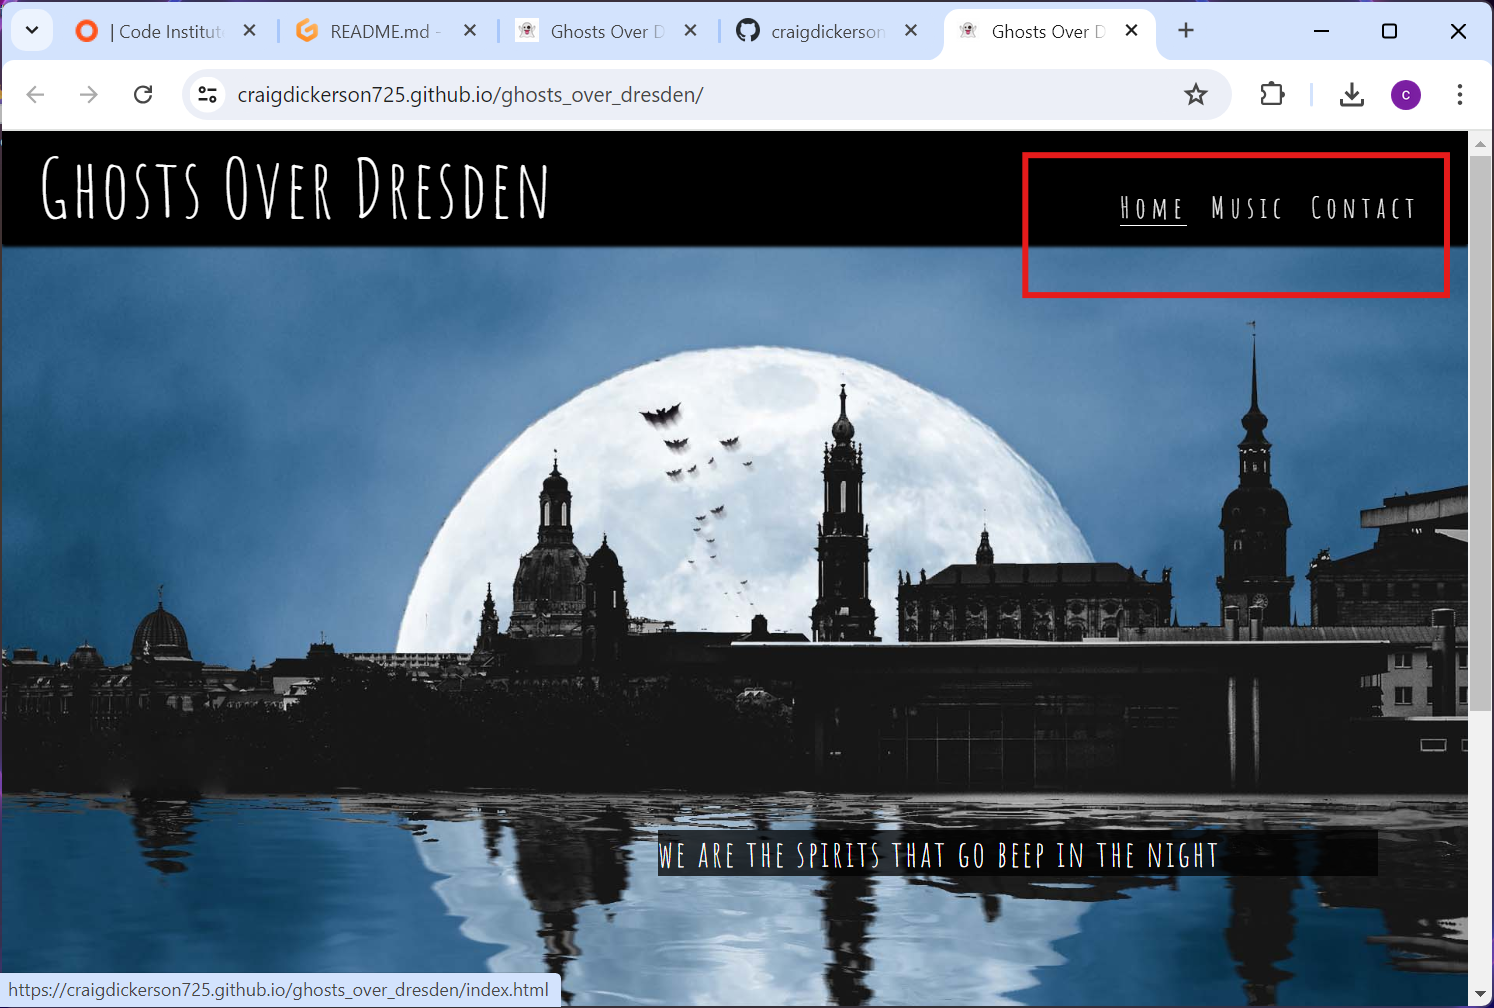 | Code Institut
README.md -
Ghosts Over D
craigdickerson
Ghosts Over D
craigdickerson725.github.io/ghosts_over_dresden/
c
Ghosts Over Dresden
Home Music Contact
WE ARE THE SPIRITS THAT GO BEEP IN THE NIGHT
https://craigdickerson725.github.io/ghosts_over_dresden/index.html